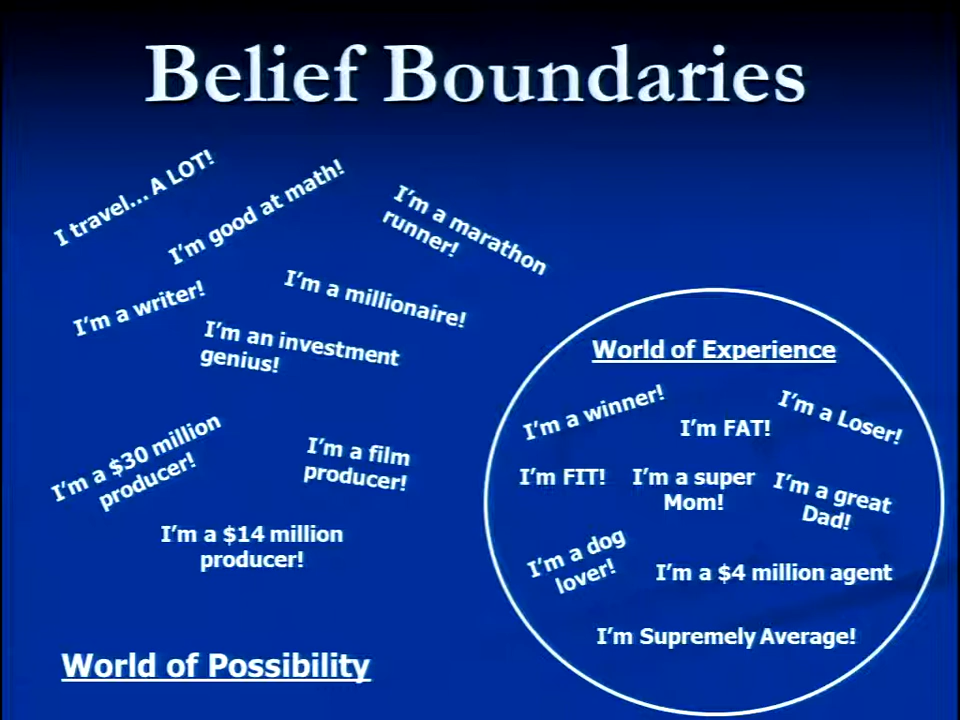 Belief Boundaries
I travel... A LOT!
I'm good at math!
I'm a marathon
runner!
I'm a writer!
I'm a millionaire!
I'm an investment
genius!
I'm a $30 million
producer!
I'm a film
producer!
I'm a $14 million
producer!
World of Possibility
World of Experience
I'm a winner!
I'm FAT!
I'm a Loser!
I'm FIT!
I'm a super
Mom!
I'm a great
Dad!
I'm a dog
lover!
I'm a $4 million agent
I'm Supremely Average!